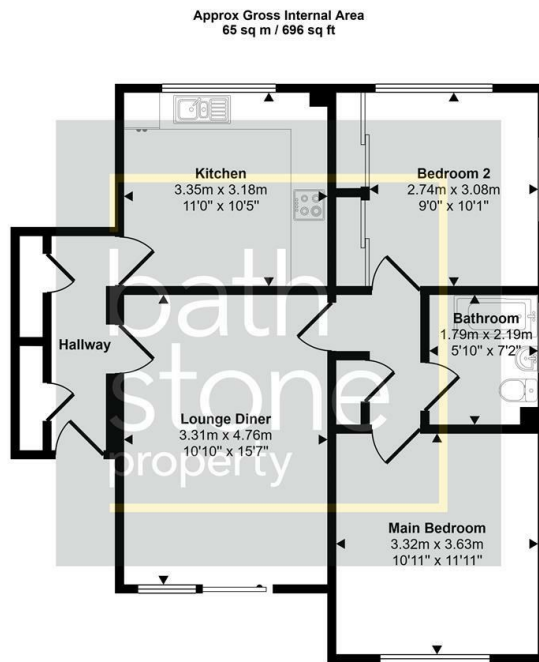 Approx Gross Internal Area
65 sq m / 696 sq ft
Kitchen
3.35m x 3.18m
11'0" x 10'5"
Bedroom 2
2.74m x 3.08m
9'0" x 10'1"
Hallway
bath
stone
property
Bathroom
1.79m x 2.19m
5'10" x 7'2"
Lounge Diner
3.31m x 4.76m
10'10" x 15'7"
Main Bedroom
3.32m x 3.63m
10'11" x 11'11"